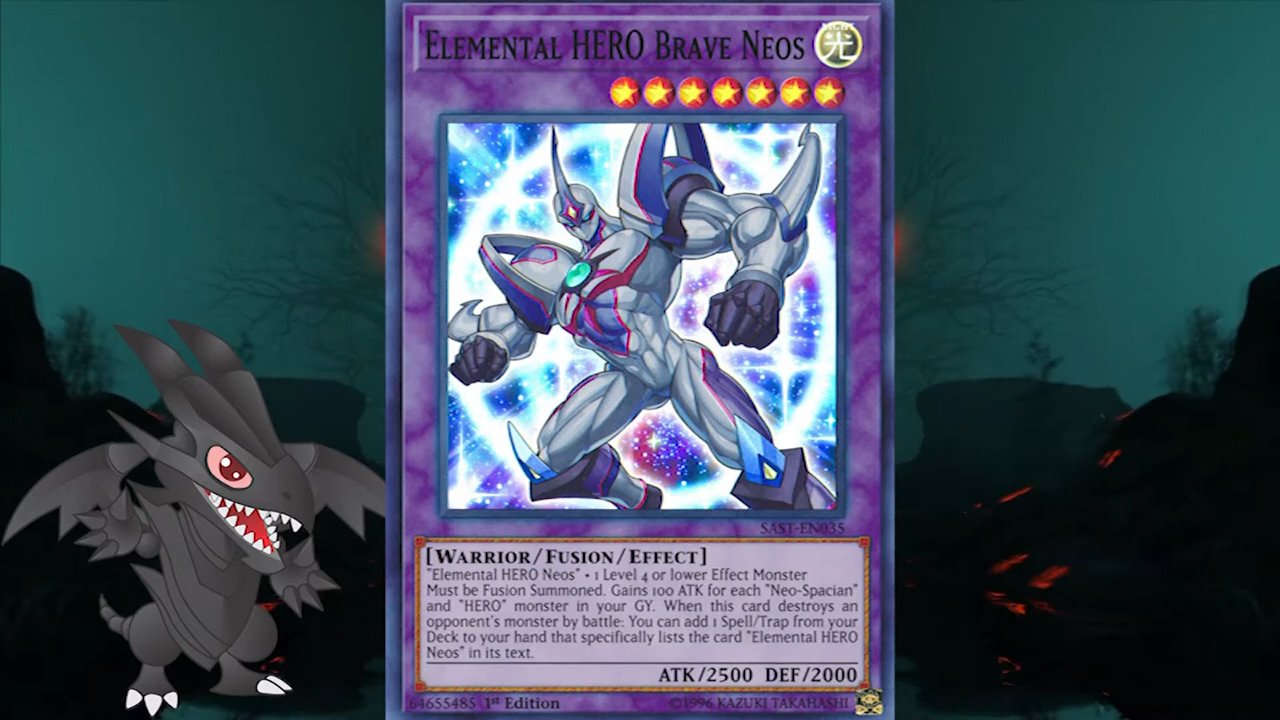 Elemental HERO Brave Neos
光
SAST-EN035
[Warrior/Fusion/Effect]
"Elemental HERO Neos" + 1 Level 4 or lower Effect Monster
Must be Fusion Summoned. Gains 100 ATK for each "Neo-Spacian"
and "HERO" monster in your GY. When this card destroys an
opponent's monster by battle: You can add 1 Spell/Trap from your
Deck to your hand that specifically lists the card "Elemental HERO
Neos" in its text.
ATK/2500 DEF/2000
64655485 1st Edition ©1996 KAZUKI TAKAHASHI